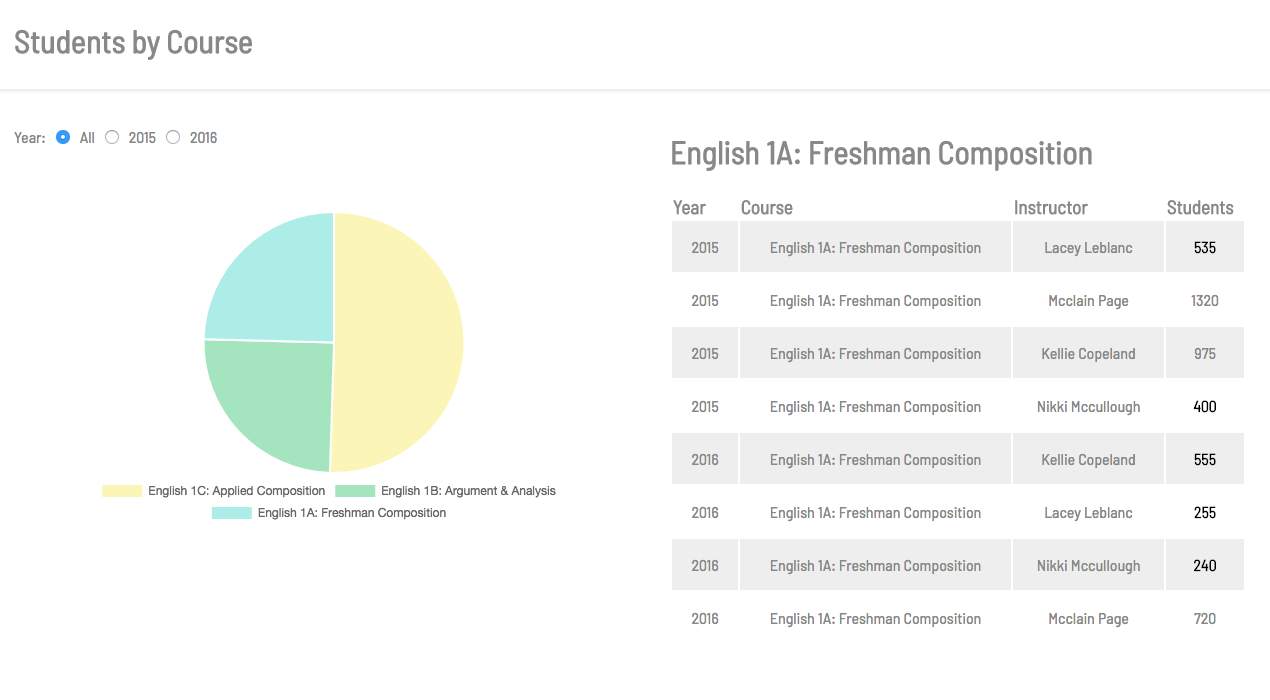 Students by Course
Year: All 2015 2016
English 1C: Applied Composition English 1B: Argument & Analysis
English 1A: Freshman Composition
English 1A: Freshman Composition
Year Course Instructor Students
2015 English 1A: Freshman Composition Lacey Leblanc 535
2015 English 1A: Freshman Composition Mcclain Page 1320
2015 English 1A: Freshman Composition Kellie Copeland 975
2015 English 1A: Freshman Composition Nikki Mccullough 400
2016 English 1A: Freshman Composition Kellie Copeland 555
2016 English 1A: Freshman Composition Lacey Leblanc 255
2016 English 1A: Freshman Composition Nikki Mccullough 240
2016 English 1A: Freshman Composition Mcclain Page 720